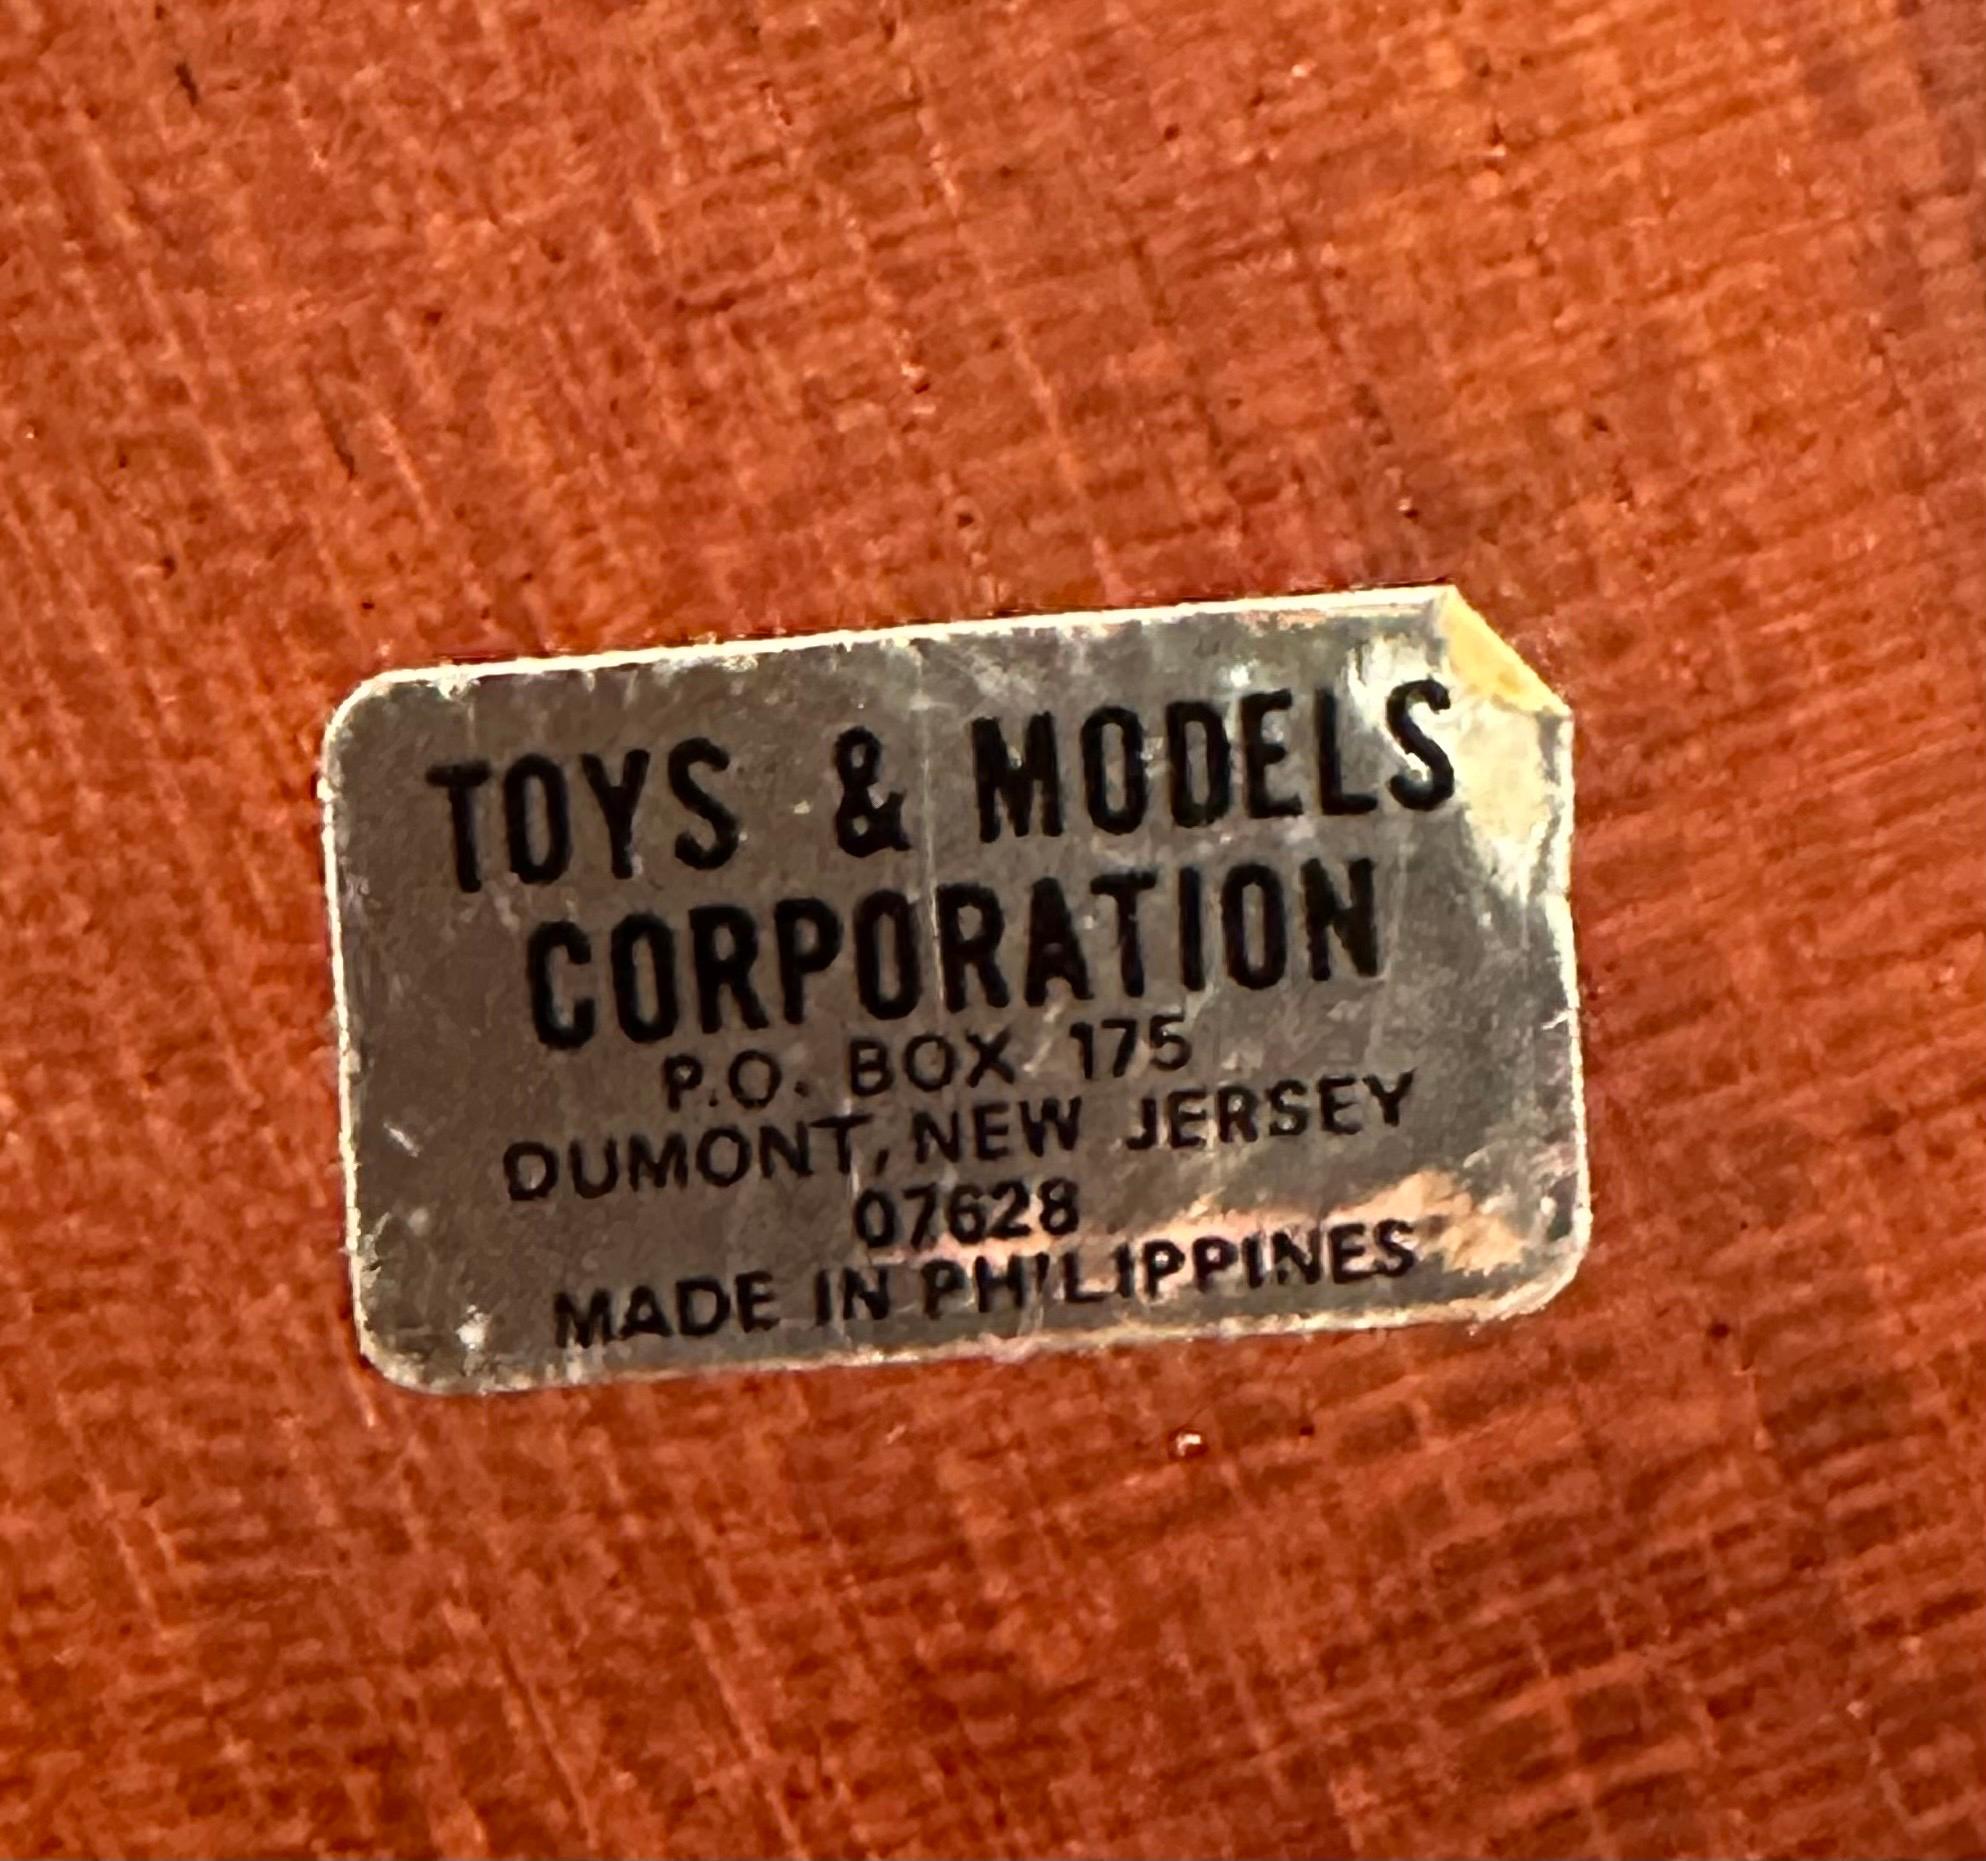 TOYS & MODELS
CORPORATION
P.O. BOX 175
DUMONT, NEW JERSEY
07628
MADE IN PHILIPPINES